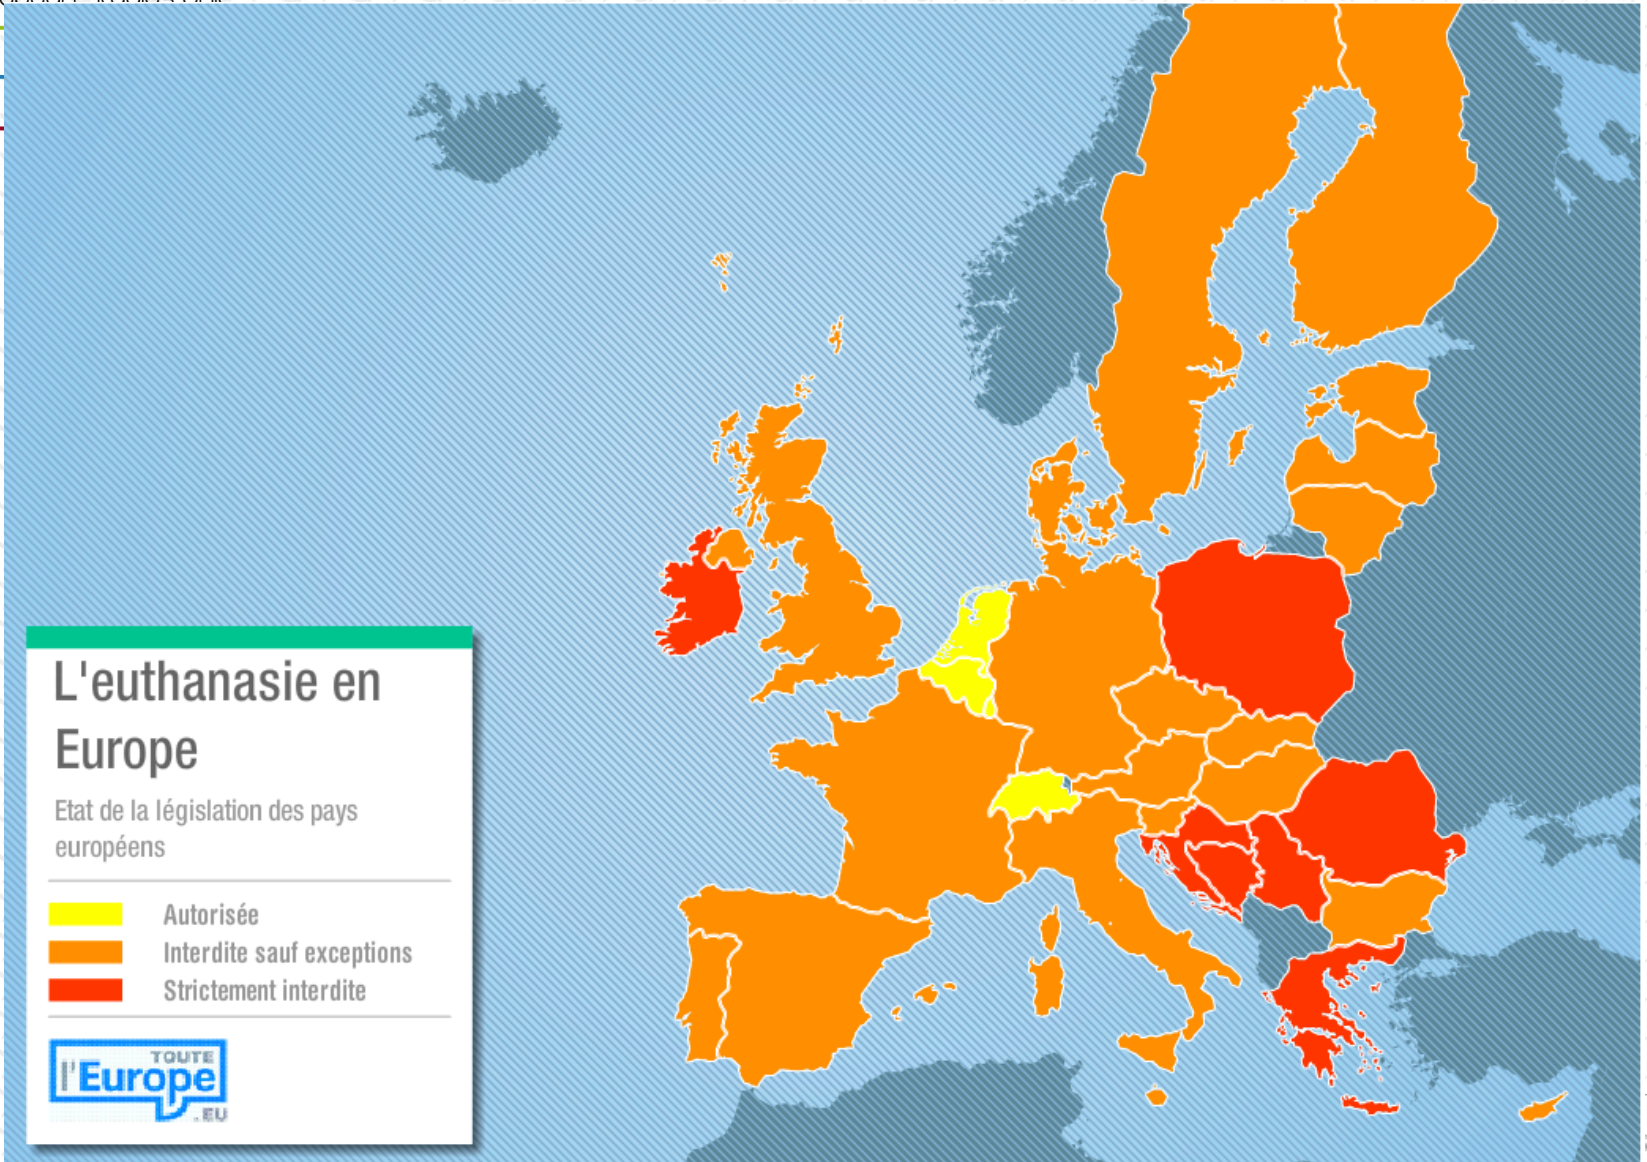 L'euthanasie en
Europe
Etat de la législation des pays
européens
Autorisée
Interdite sauf exceptions
Strictement interdite
TOUTE
l'Europe
.EU